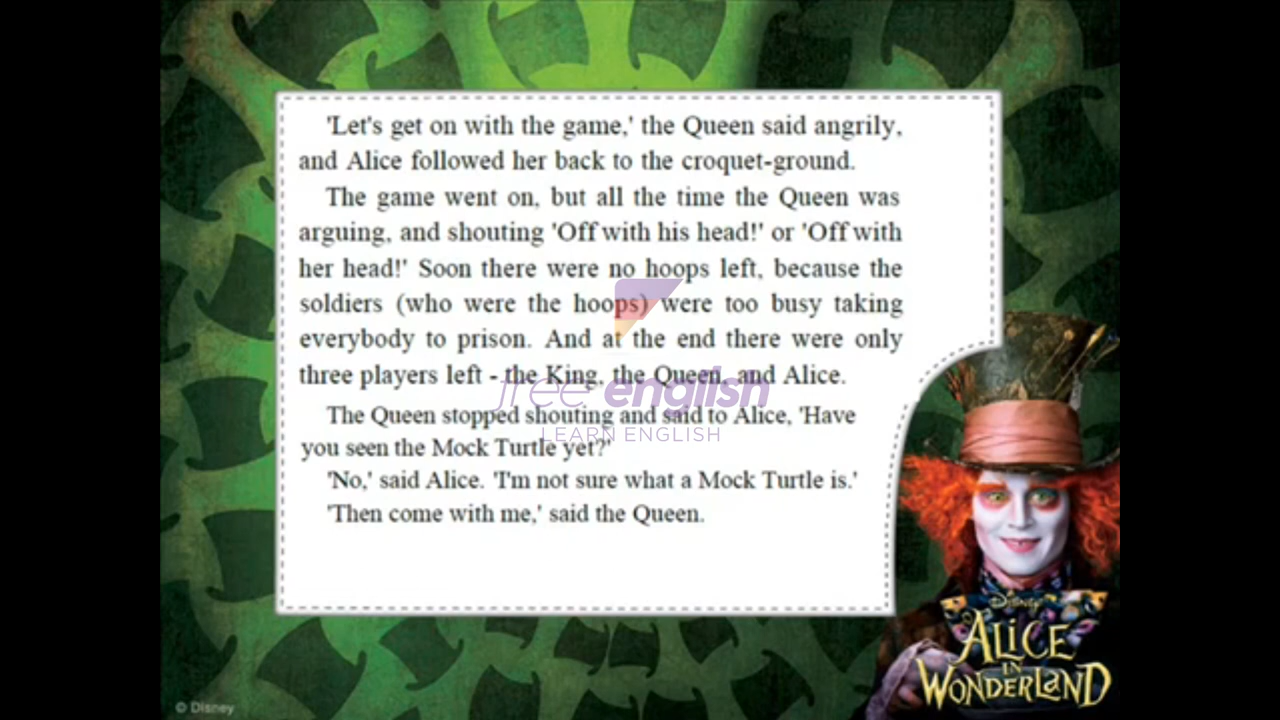 'Let's get on with the game,' the Queen said angrily,
and Alice followed her back to the croquet-ground.
The game went on, but all the time the Queen was
arguing, and shouting 'Off with his head!' or 'Off with
her head!' Soon there were no hoops left, because the
soldiers (who were the hoops) were too busy taking
everybody to prison. And at the end there were only
three players left - the King, the Queen, and Alice.
The Queen stopped shouting and said to Alice, 'Have
you seen the Mock Turtle yet?'
'No,' said Alice. 'I'm not sure what a Mock Turtle is.'
'Then come with me,' said the Queen.
free english
LEARN ENGLISH
DISNEY
ALICE
IN
WONDERLAND
© Disney